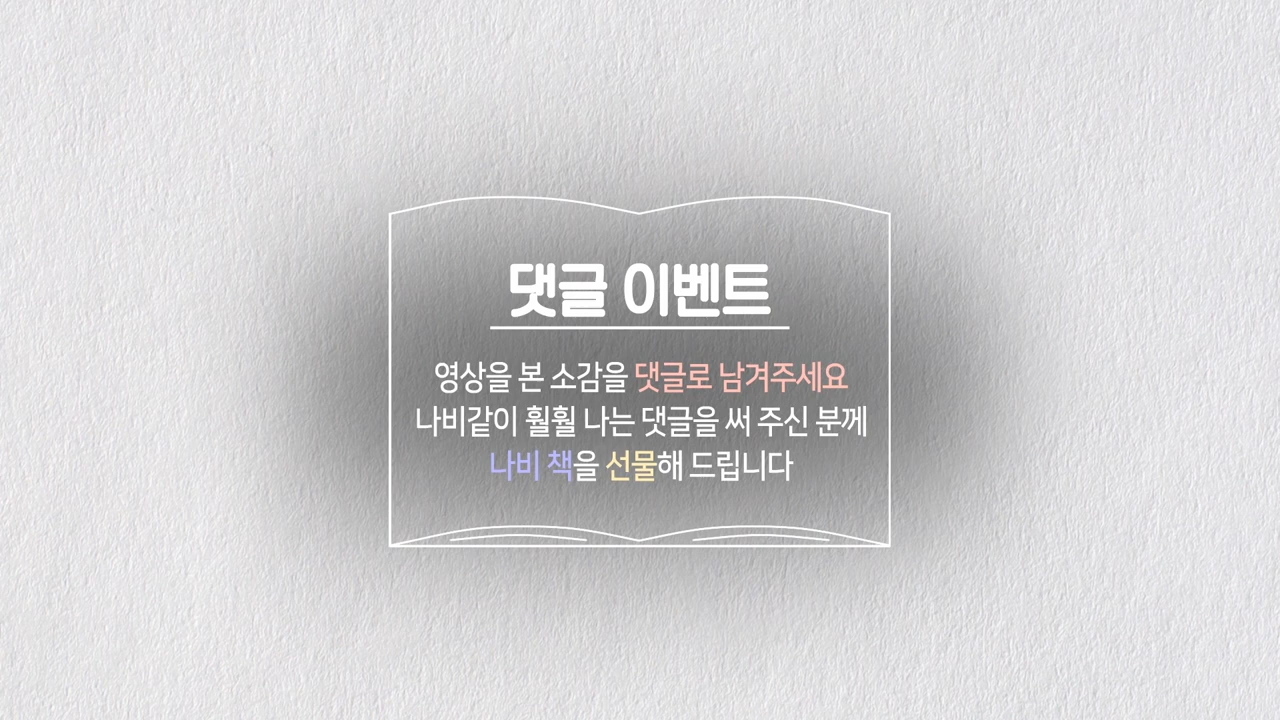 댓글 이벤트
영상을 본 소감을 댓글로 남겨주세요
나비같이 훨훨 나는 댓글을 써 주신 분께
나비 책을 선물해 드립니다